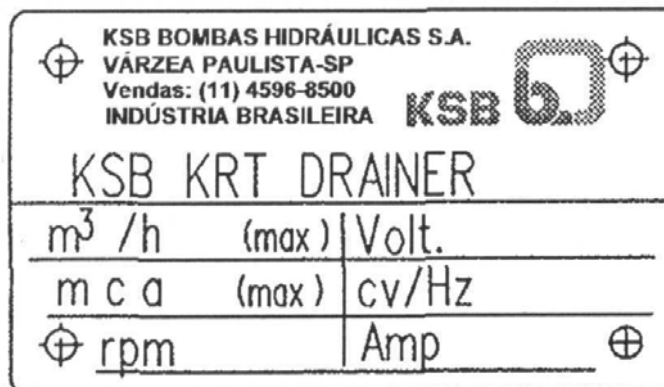 KSB BOMBAS HIDRÁULICAS S.A.
VÁRZEA PAULISTA-SP
Vendas: (11) 4596-8500
INDÚSTRIA BRASILEIRA
KSB b.
KSB KRT DRAINER
m³ /h (max) Volt.
m c a (max) cv/Hz
rpm Amp